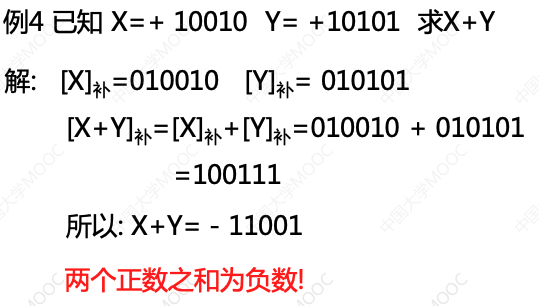 例4 已知 X=+ 10010 Y= +10101 求X+Y
解: [X]补=010010 [Y]补= 010101
[X+Y]补=[X]补+[Y]补=010010 + 010101
=100111
所以: X+Y= - 11001
两个正数之和为负数!